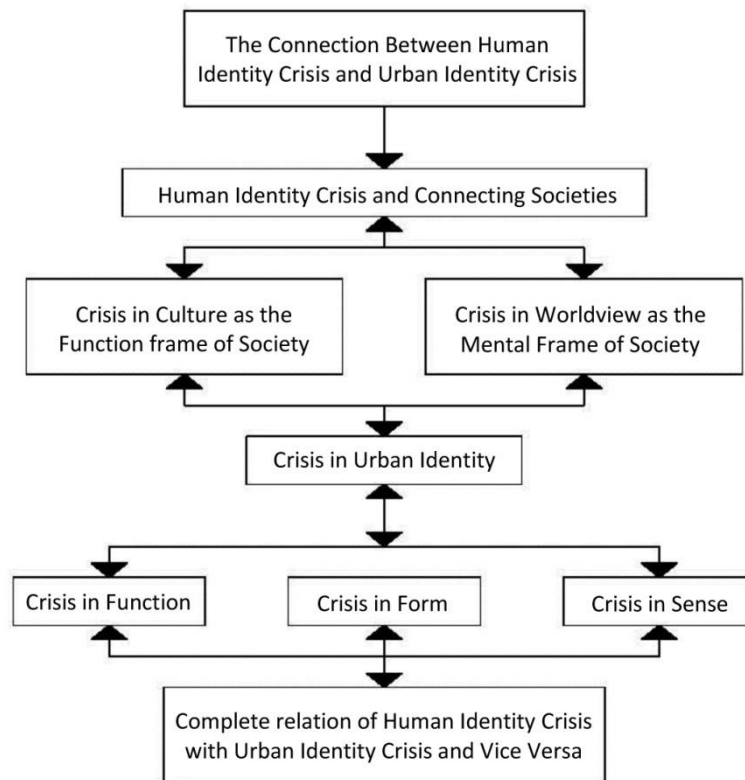 The Connection Between Human
Identity Crisis and Urban Identity Crisis
Human Identity Crisis and Connecting Societies
Crisis in Culture as the
Function frame of Society
Crisis in Worldview as the
Mental Frame of Society
Crisis in Urban Identity
Crisis in Function
Crisis in Form
Crisis in Sense
Complete relation of Human Identity Crisis
with Urban Identity Crisis and Vice Versa